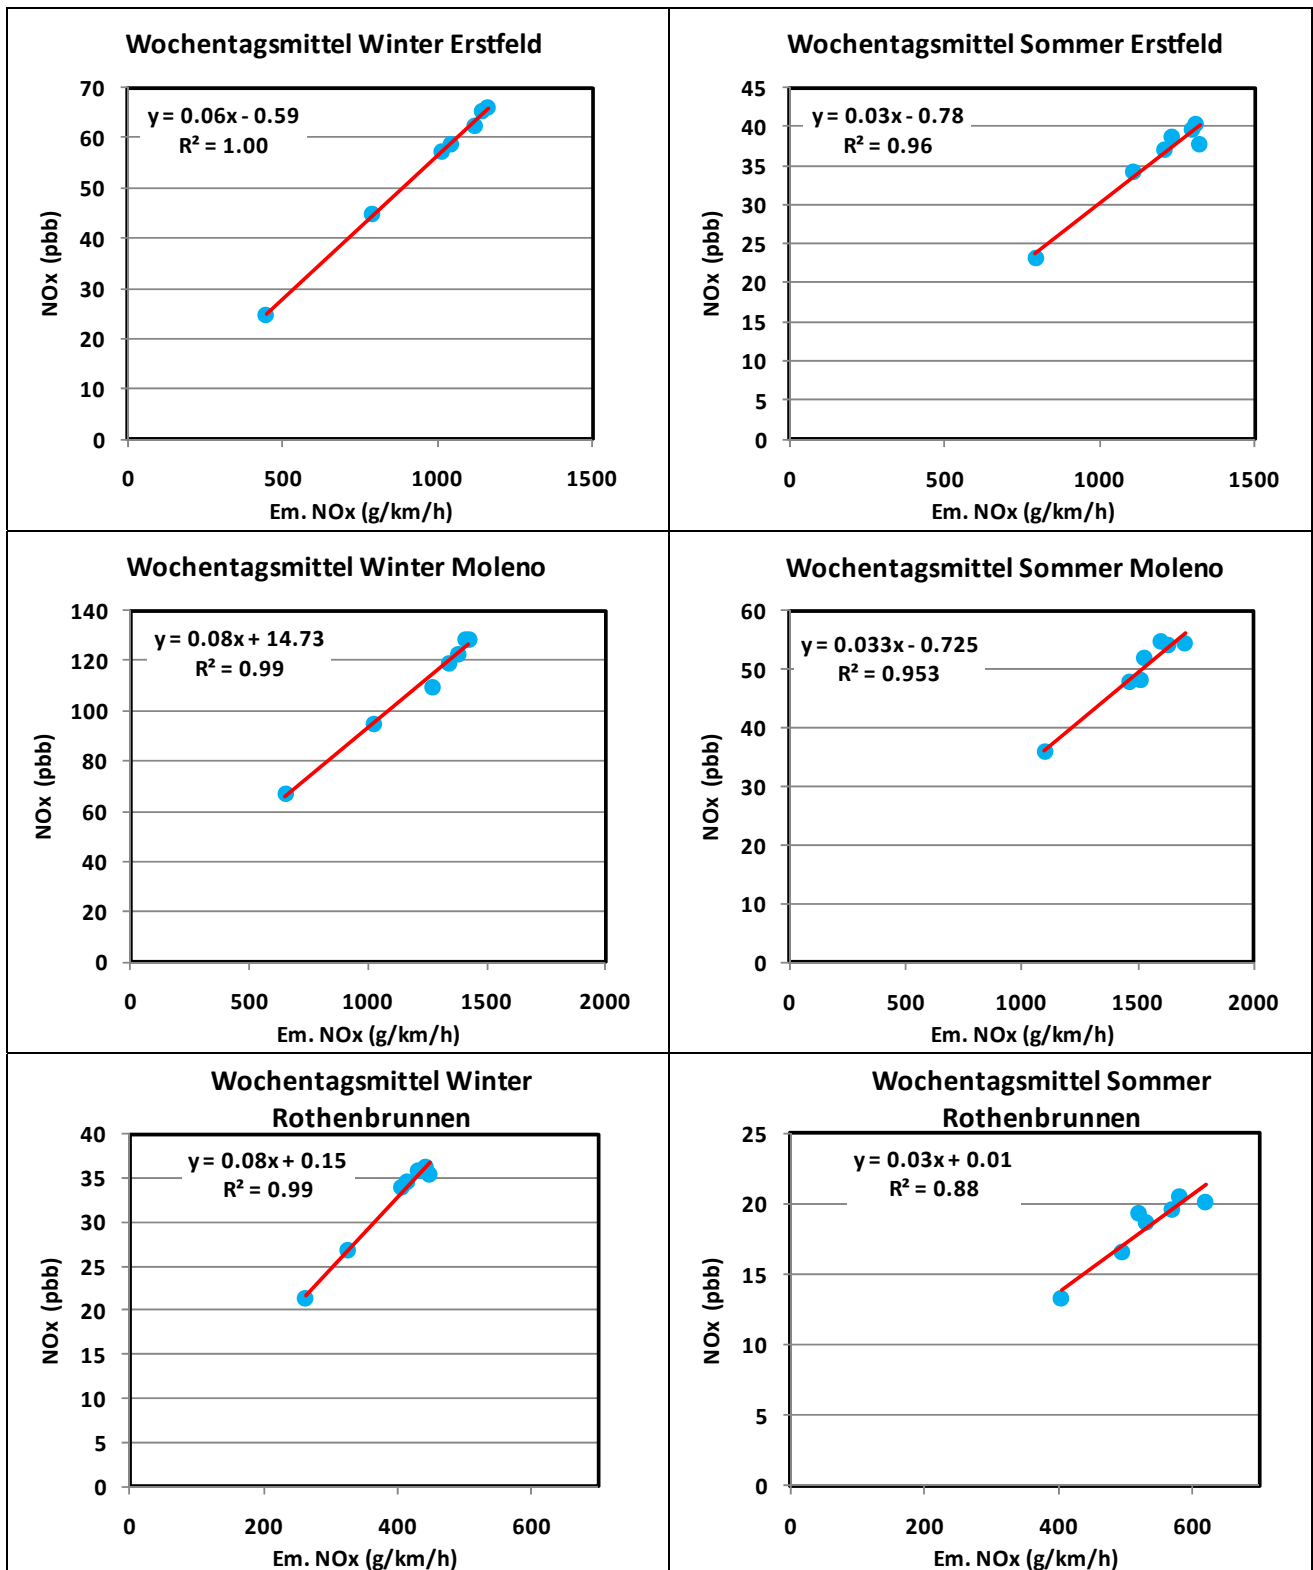 Wochentagsmittel Winter Erstfeld
70
60
50
40
30
20
10
0
y = 0.06x - 0.59
R² = 1.00
NOx (pbb)
0 500 1000 1500
Em. NOx (g/km/h)
Wochentagsmittel Sommer Erstfeld
45
40
35
30
25
20
15
10
5
0
y = 0.03x - 0.78
R² = 0.96
NOx (pbb)
0 500 1000 1500
Em. NOx (g/km/h)
Wochentagsmittel Winter Moleno
140
120
100
80
60
40
20
0
y = 0.08x + 14.73
R² = 0.99
NOx (pbb)
0 500 1000 1500 2000
Em. NOx (g/km/h)
Wochentagsmittel Sommer Moleno
60
50
40
30
20
10
0
y = 0.033x - 0.725
R² = 0.953
NOx (pbb)
0 500 1000 1500 2000
Em. NOx (g/km/h)
Wochentagsmittel Winter
Rothenbrunnen
40
35
30
25
20
15
10
5
0
y = 0.08x + 0.15
R² = 0.99
NOx (pbb)
0 200 400 600
Em. NOx (g/km/h)
Wochentagsmittel Sommer
Rothenbrunnen
25
20
15
10
5
0
y = 0.03x + 0.01
R² = 0.88
NOx (pbb)
0 200 400 600
Em. NOx (g/km/h)